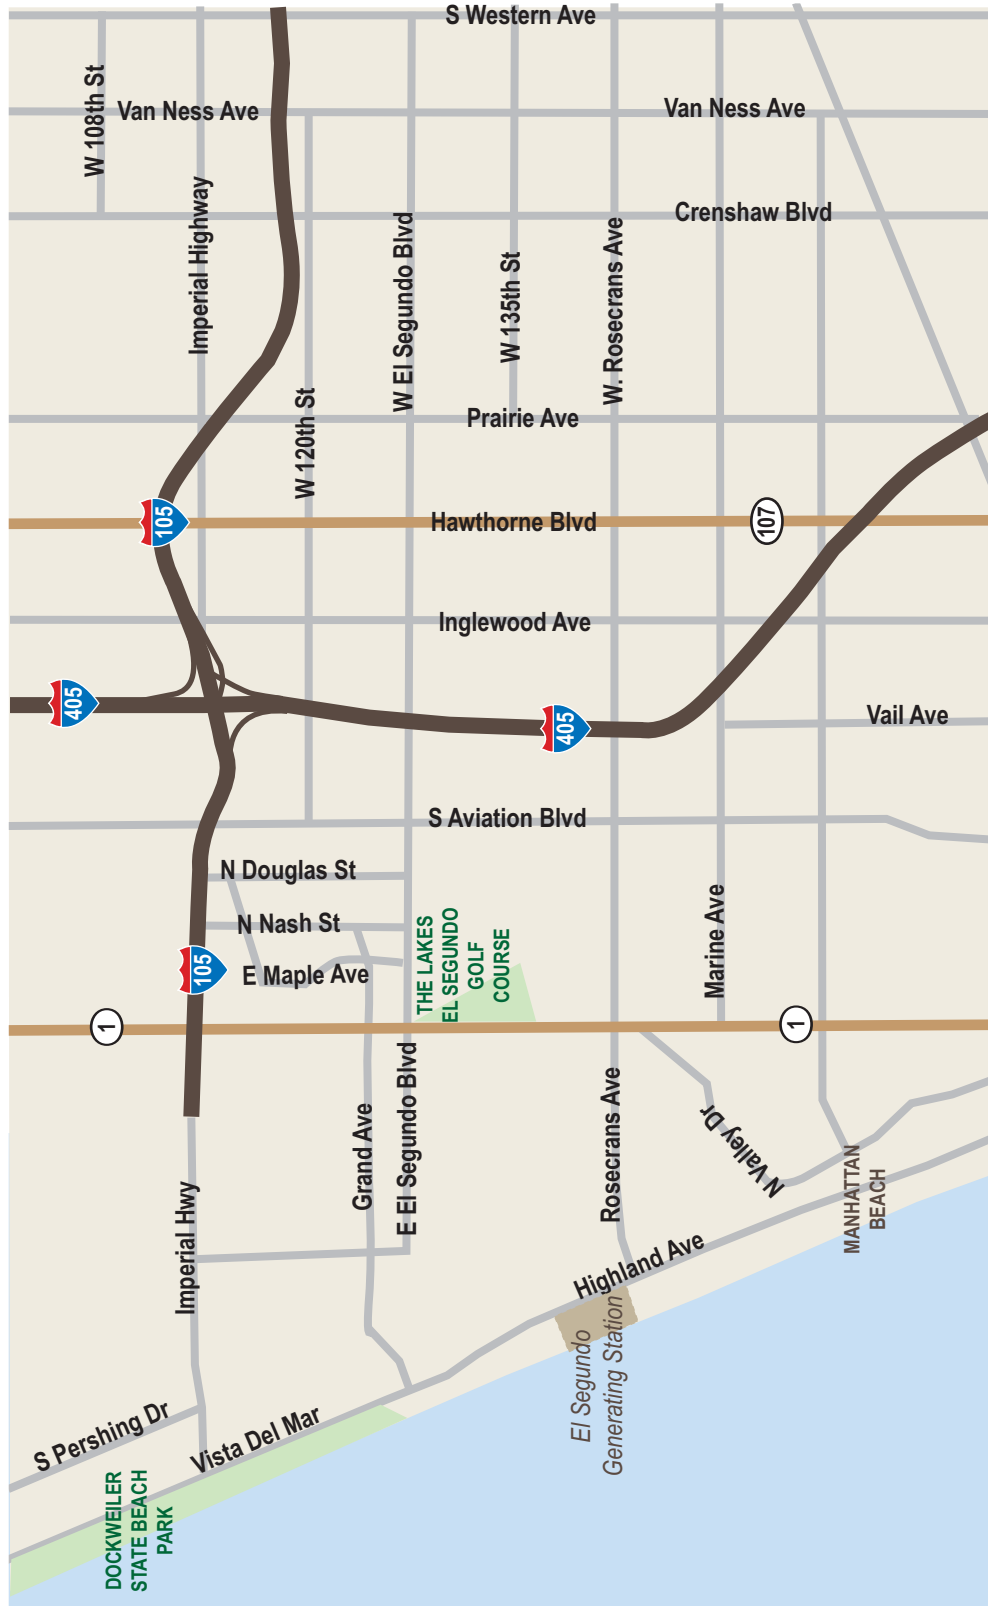 S Western Ave
W 108th St
Van Ness Ave
Van Ness Ave
Imperial Highway
Crenshaw Blvd
W El Segundo Blvd
W 135th St
W. Rosecrans Ave
W 120th St
Prairie Ave
105
Hawthorne Blvd
107
Inglewood Ave
405
405
Vail Ave
S Aviation Blvd
N Douglas St
N Nash St
E Maple Ave
105
THE LAKES
EL SEGUNDO
GOLF
COURSE
Marine Ave
1
1
Grand Ave
E El Segundo Blvd
Rosecrans Ave
N Valley Dr
Imperial Hwy
MANHATTAN
BEACH
Highland Ave
El Segundo
Generating Station
S Pershing Dr
Vista Del Mar
DOCKWEILER
STATE BEACH
PARK